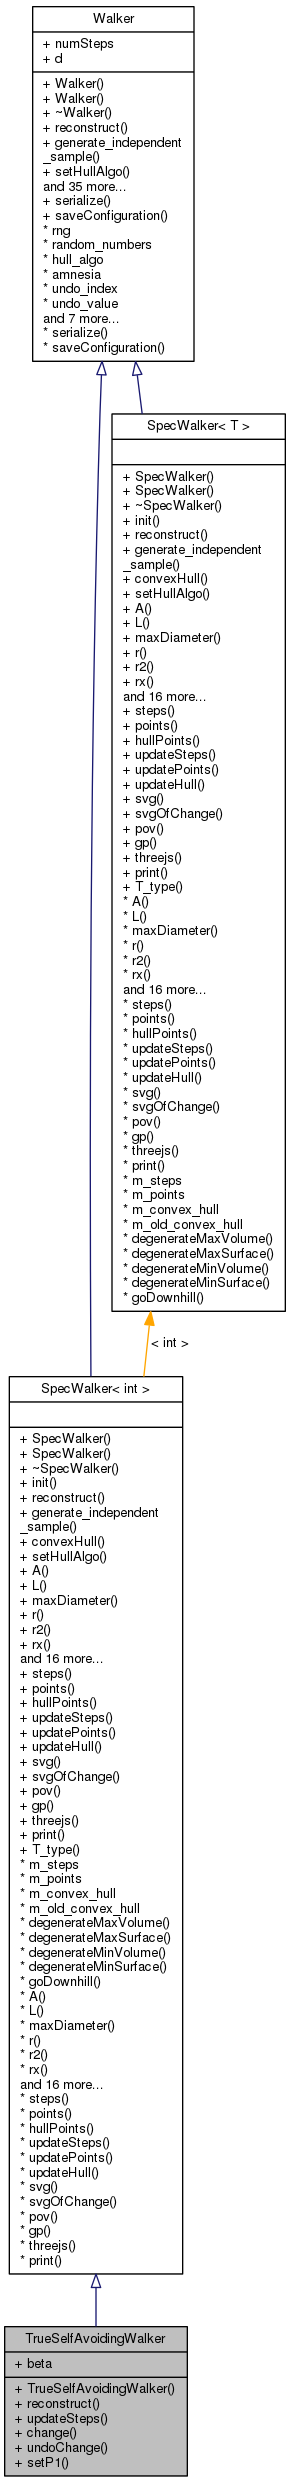 Walker
+ numSteps
+ d
+ Walker()
+ Walker()
+ ~Walker()
+ reconstruct()
+ generate_independent
_sample()
+ setHullAlgo()
and 35 more...
+ serialize()
+ saveConfiguration()
* rng
* random_numbers
* hull_algo
* amnesia
* undo_index
* undo_value
and 7 more...
* serialize()
* saveConfiguration()
SpecWalker< T >
+ SpecWalker()
+ SpecWalker()
+ ~SpecWalker()
+ init()
+ reconstruct()
+ generate_independent
_sample()
+ convexHull()
+ setHullAlgo()
+ A()
+ L()
+ maxDiameter()
+ r()
+ r2()
+ rx()
and 16 more...
+ steps()
+ points()
+ hullPoints()
+ updateSteps()
+ updatePoints()
+ updateHull()
+ svg()
+ svgOfChange()
+ pov()
+ gp()
+ threejs()
+ print()
+ T_type()
* A()
* L()
* maxDiameter()
* r()
* r2()
* rx()
and 16 more...
* steps()
* points()
* hullPoints()
* updateSteps()
* updatePoints()
* updateHull()
* svg()
* svgOfChange()
* pov()
* gp()
* threejs()
* print()
* m_steps
* m_points
* m_convex_hull
* m_old_convex_hull
* degenerateMaxVolume()
* degenerateMaxSurface()
* degenerateMinVolume()
* degenerateMinSurface()
* goDownhill()
< int >
SpecWalker< int >
+ SpecWalker()
+ SpecWalker()
+ ~SpecWalker()
+ init()
+ reconstruct()
+ generate_independent
_sample()
+ convexHull()
+ setHullAlgo()
+ A()
+ L()
+ maxDiameter()
+ r()
+ r2()
+ rx()
and 16 more...
+ steps()
+ points()
+ hullPoints()
+ updateSteps()
+ updatePoints()
+ updateHull()
+ svg()
+ svgOfChange()
+ pov()
+ gp()
+ threejs()
+ print()
+ T_type()
* m_steps
* m_points
* m_convex_hull
* m_old_convex_hull
* degenerateMaxVolume()
* degenerateMaxSurface()
* degenerateMinVolume()
* degenerateMinSurface()
* goDownhill()
* A()
* L()
* maxDiameter()
* r()
* r2()
* rx()
and 16 more...
* steps()
* points()
* hullPoints()
* updateSteps()
* updatePoints()
* updateHull()
* svg()
* svgOfChange()
* pov()
* gp()
* threejs()
* print()
TrueSelfAvoidingWalker
+ beta
+ TrueSelfAvoidingWalker()
+ reconstruct()
+ updateSteps()
+ change()
+ undoChange()
+ setP1()